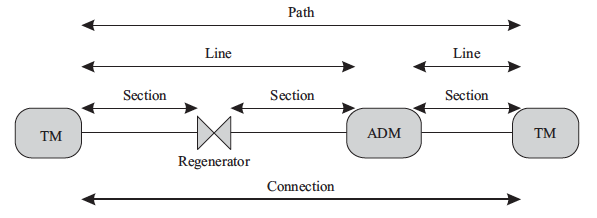 Path
Line Line
Section Section Section
TM ADM TM
Regenerator
Connection